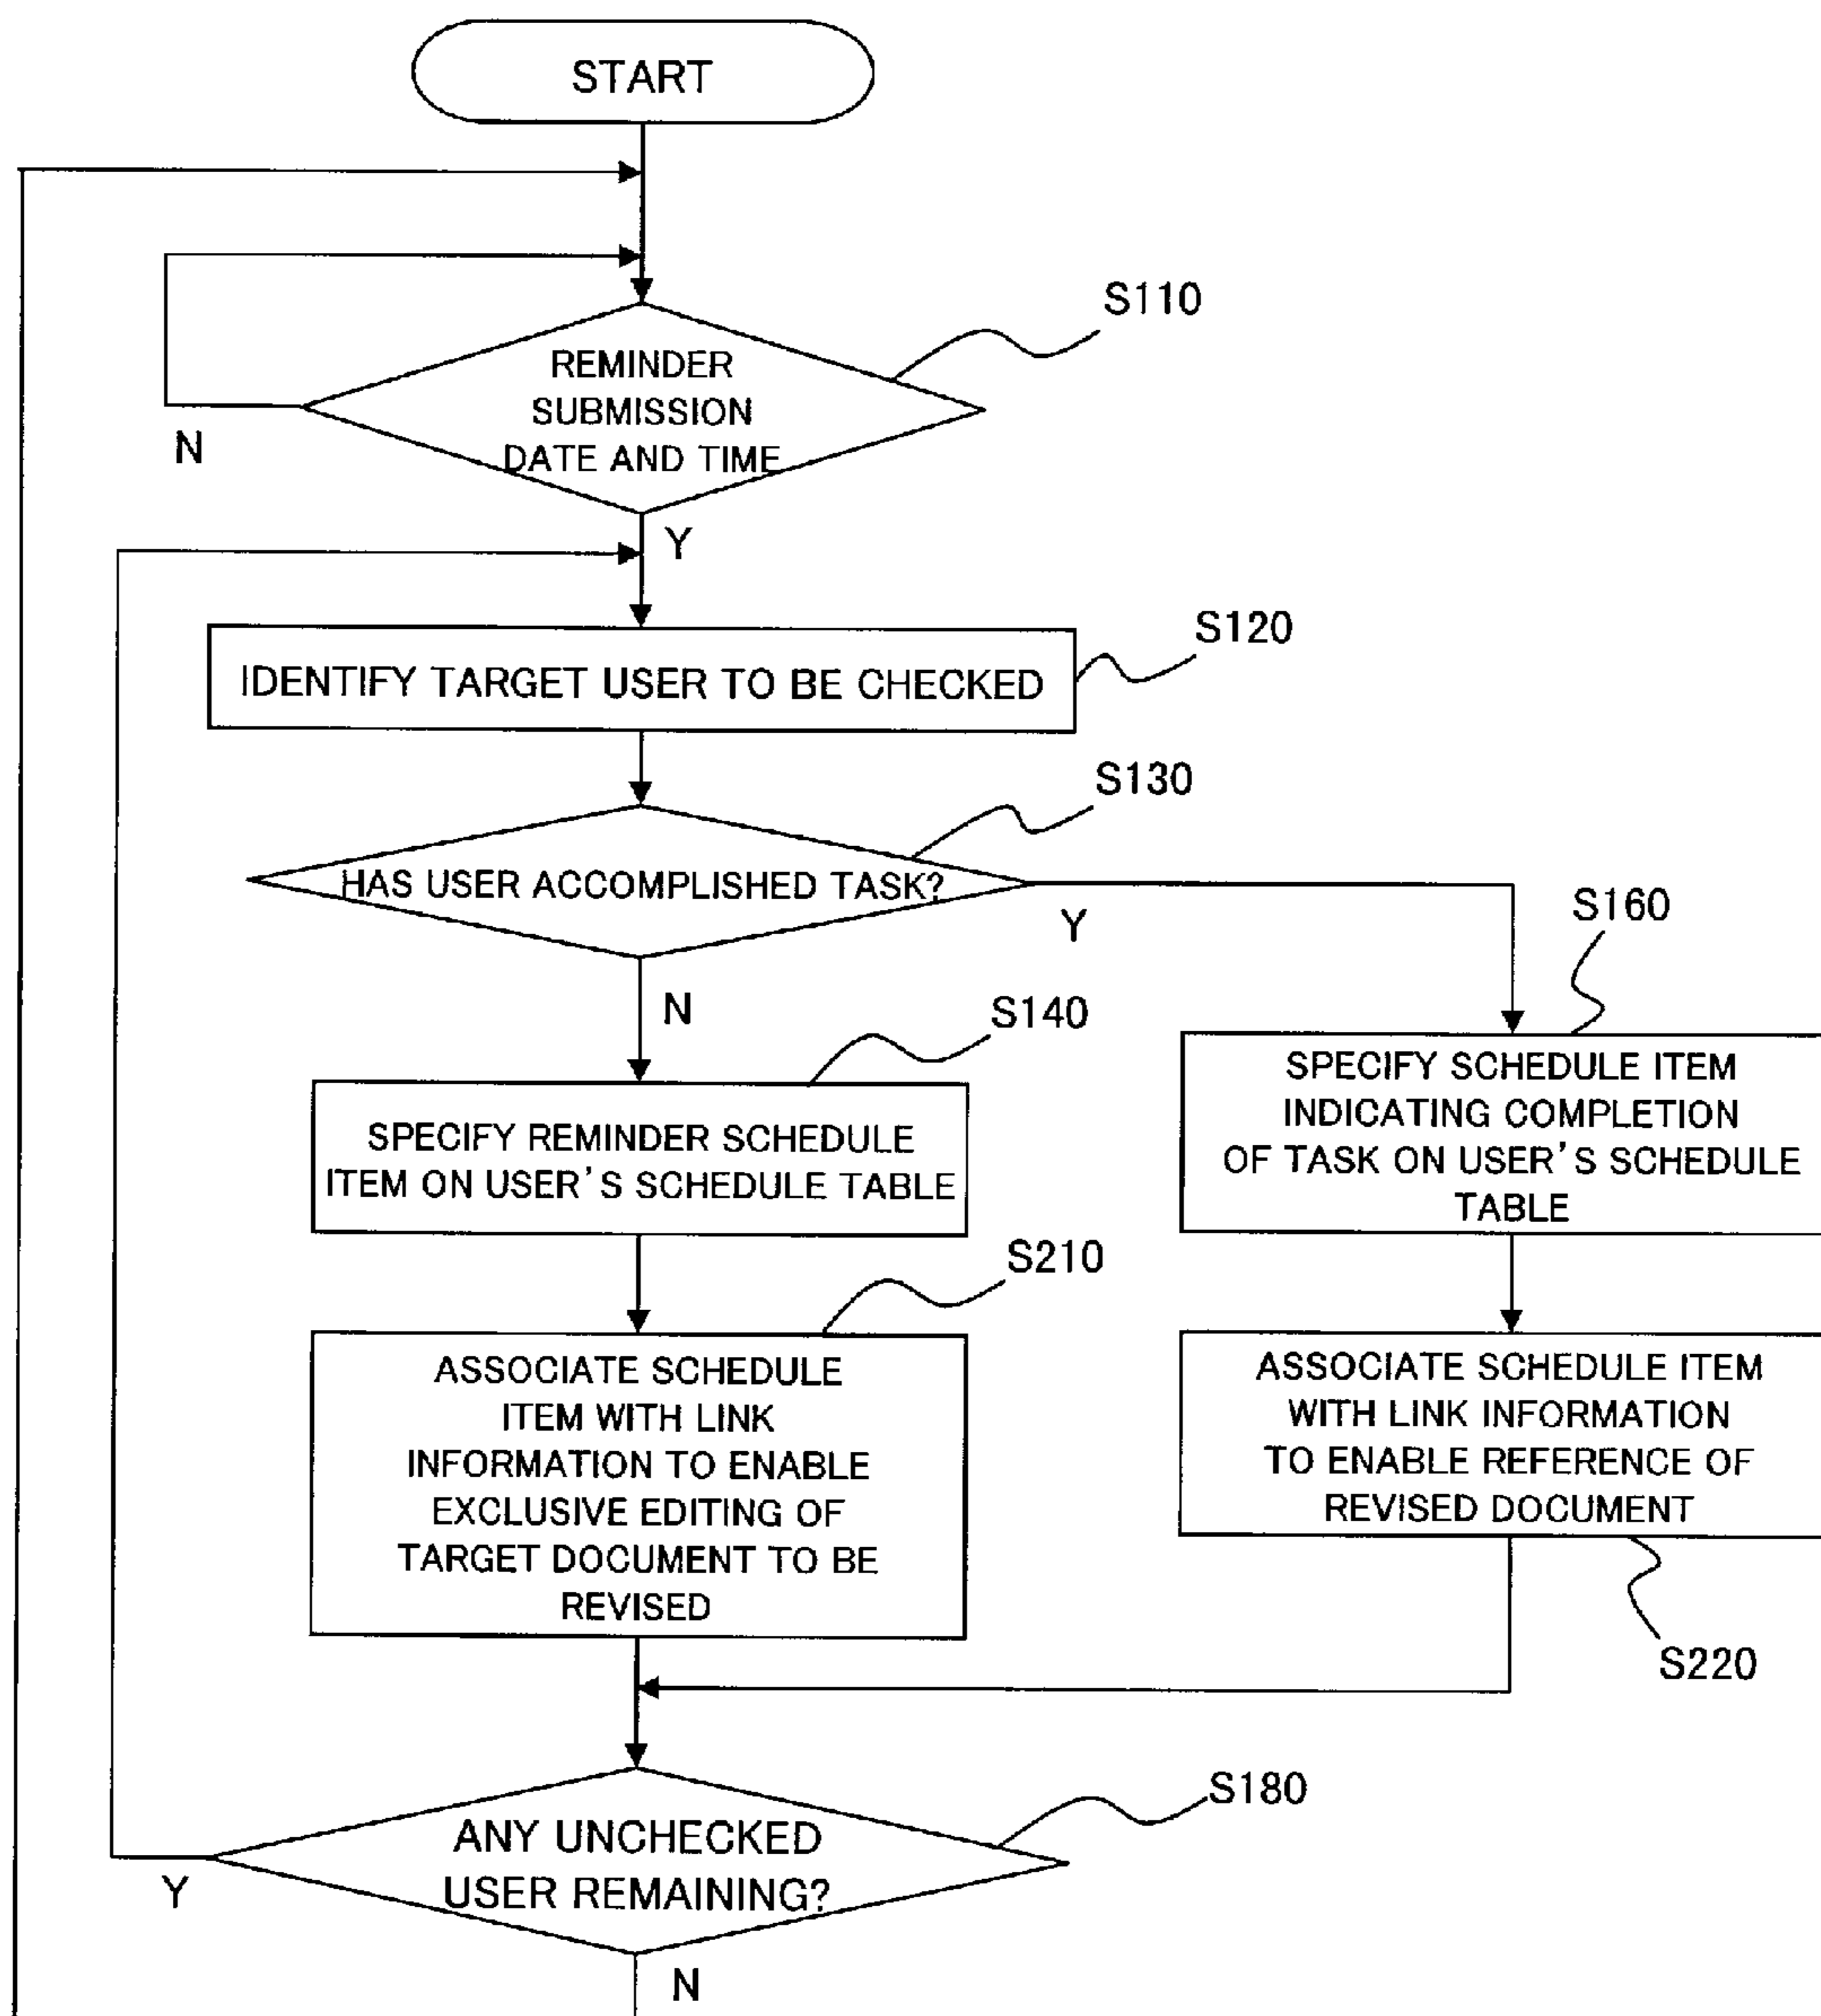 START
S110
REMINDER
SUBMISSION
DATE AND TIME
N
Y
S120
IDENTIFY TARGET USER TO BE CHECKED
S130
HAS USER ACCOMPLISHED TASK?
Y
N
S160
SPECIFY SCHEDULE ITEM
INDICATING COMPLETION
OF TASK ON USER'S SCHEDULE
TABLE
S140
SPECIFY REMINDER SCHEDULE
ITEM ON USER'S SCHEDULE TABLE
S210
ASSOCIATE SCHEDULE
ITEM WITH LINK
INFORMATION TO ENABLE
EXCLUSIVE EDITING OF
TARGET DOCUMENT TO BE
REVISED
ASSOCIATE SCHEDULE ITEM
WITH LINK INFORMATION
TO ENABLE REFERENCE OF
REVISED DOCUMENT
S220
S180
ANY UNCHECKED
USER REMAINING?
Y
N